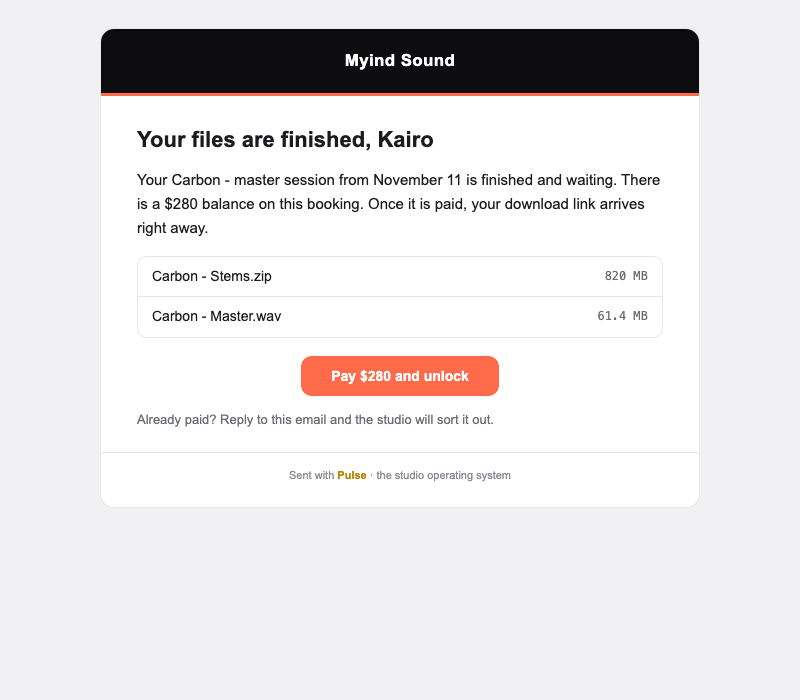 Myind Sound
Your files are finished, Kairo
Your Carbon - master session from November 11 is finished and waiting. There
is a $280 balance on this booking. Once it is paid, your download link arrives
right away.
Carbon - Stems.zip 820 MB
Carbon - Master.wav 61.4 MB
Pay $280 and unlock
Already paid? Reply to this email and the studio will sort it out.
Sent with Pulse · the studio operating system